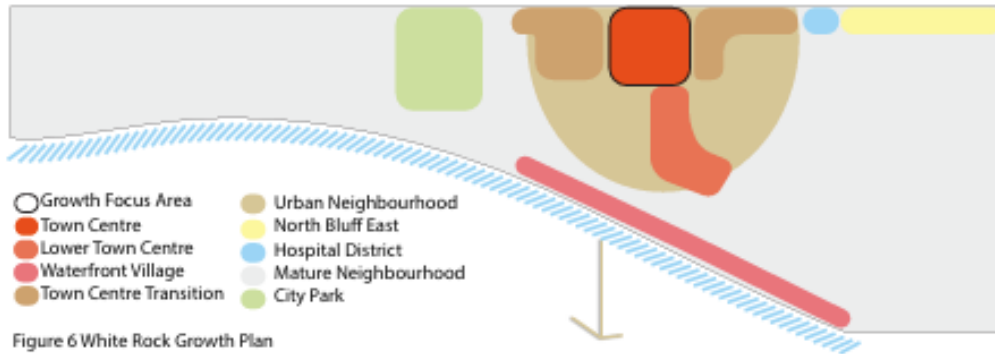 Growth Focus Area
Town Centre
Lower Town Centre
Waterfront Village
Town Centre Transition
Urban Neighbourhood
North Bluff East
Hospital District
Mature Neighbourhood
City Park
Figure 6 White Rock Growth Plan